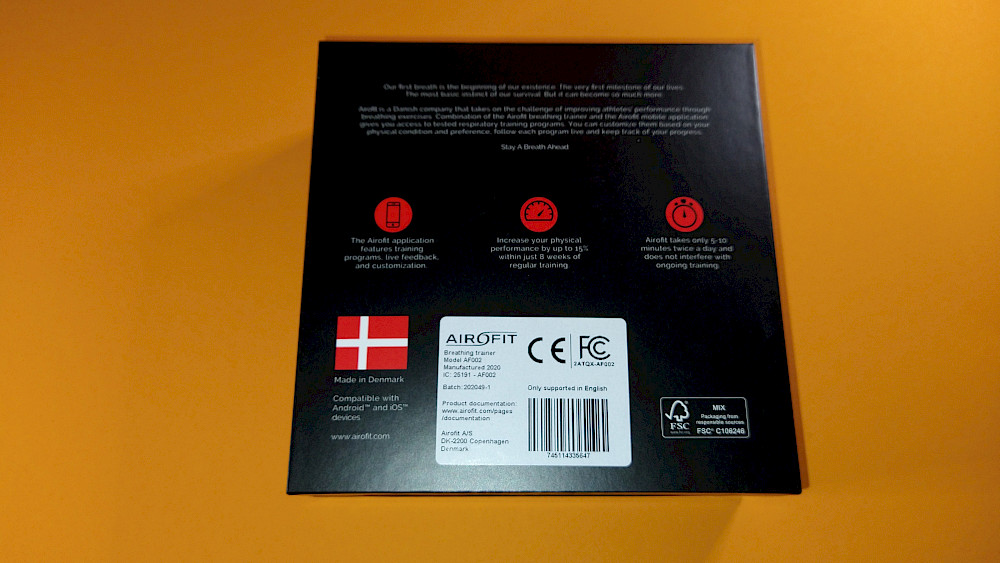 Our first breath is the beginning of our existence. The very first milestone of our lives.
The most basic instinct of our survival. But it can become so much more.
Airofit is a Danish company that takes on the challenge of improving athletes' performance through
breathing exercises. Combination of the Airofit breathing trainer and the Airofit mobile application
gives you access to tested respiratory training programs. You can customize them based on your
physical condition and preference, follow each program live and keep track of your progress.
Stay A Breath Ahead
The Airofit application
features training
programs, live feedback,
and customization.
Increase your physical
performance by up to 15%
within just 8 weeks of
regular training.
Airofit takes only 5-10
minutes twice a day and
does not interfere with
ongoing training.
Made in Denmark
Compatible with
Android™ and iOS™
devices.
www.airofit.com
AIROFIT
Breathing trainer
Model AF002
Manufactured 2020
IC: 25191 - AF002
Batch: 202049-1
Product documentation:
www.airofit.com/pages
/documentation
Airofit A/S
DK-2200 Copenhagen
Denmark
CE
FC
2ATQX-AF002
Only supported in English
745114335647
FSC
MIX
Packaging from
responsible sources
FSC® C106246